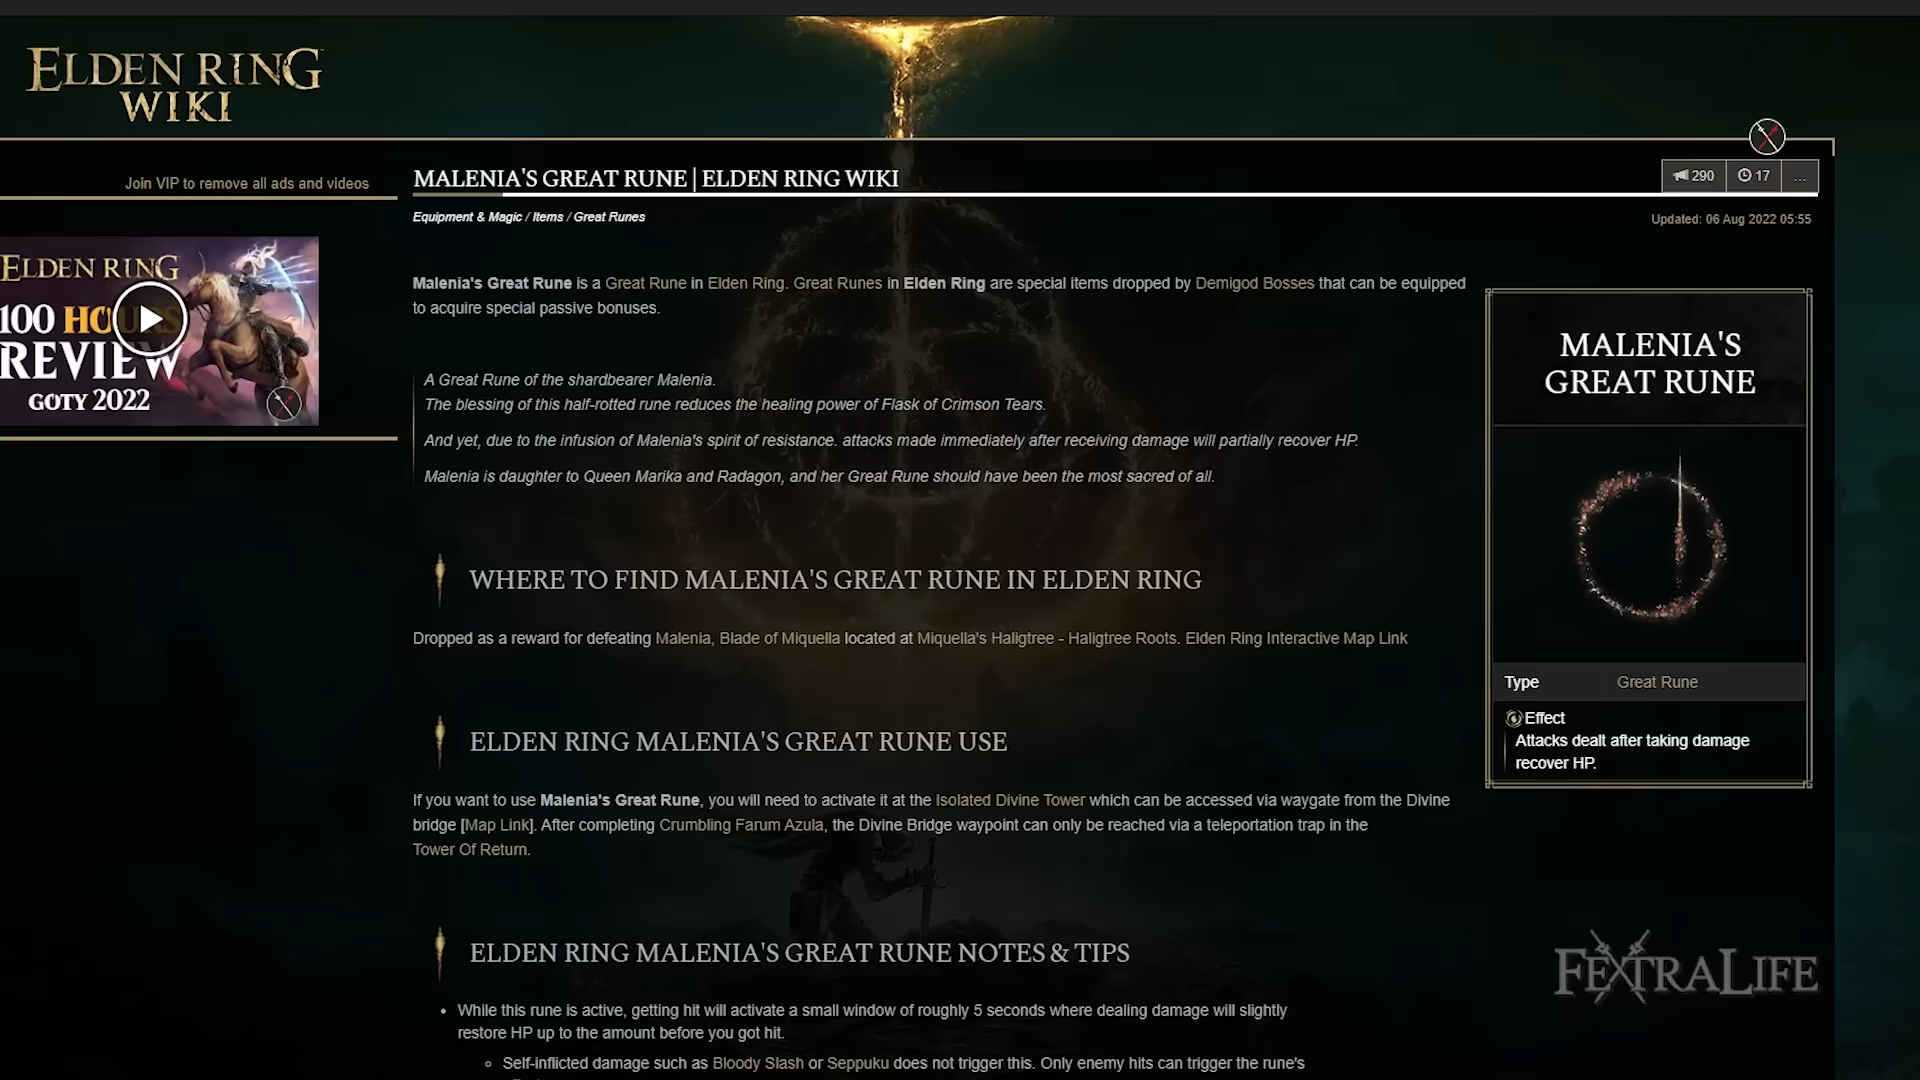 ELDEN RING
WIKI
Join VIP to remove all ads and videos
MALENIA'S GREAT RUNE | ELDEN RING WIKI
290
17
...
Equipment & Magic / Items / Great Runes
Updated: 06 Aug 2022 05:55
ELDEN RING
100 HOURS
REVIEW
GOTY 2022
Malenia's Great Rune is a Great Rune in Elden Ring. Great Runes in Elden Ring are special items dropped by Demigod Bosses that can be equipped
to acquire special passive bonuses.
A Great Rune of the shardbearer Malenia.
The blessing of this half-rotted rune reduces the healing power of Flask of Crimson Tears.
And yet, due to the infusion of Malenia's spirit of resistance. attacks made immediately after receiving damage will partially recover HP.
Malenia is daughter to Queen Marika and Radagon, and her Great Rune should have been the most sacred of all.
WHERE TO FIND MALENIA'S GREAT RUNE IN ELDEN RING
Dropped as a reward for defeating Malenia, Blade of Miquella located at Miquella's Haligtree - Haligtree Roots. Elden Ring Interactive Map Link
ELDEN RING MALENIA'S GREAT RUNE USE
If you want to use Malenia's Great Rune, you will need to activate it at the Isolated Divine Tower which can be accessed via waygate from the Divine
bridge [Map Link]. After completing Crumbling Farum Azula, the Divine Bridge waypoint can only be reached via a teleportation trap in the
Tower Of Return.
ELDEN RING MALENIA'S GREAT RUNE NOTES & TIPS
While this rune is active, getting hit will activate a small window of roughly 5 seconds where dealing damage will slightly
restore HP up to the amount before you got hit.
Self-inflicted damage such as Bloody Slash or Seppuku does not trigger this. Only enemy hits can trigger the rune's
MALENIA'S
GREAT RUNE
Type Great Rune
Effect
Attacks dealt after taking damage
recover HP.
FEXTRALIFE